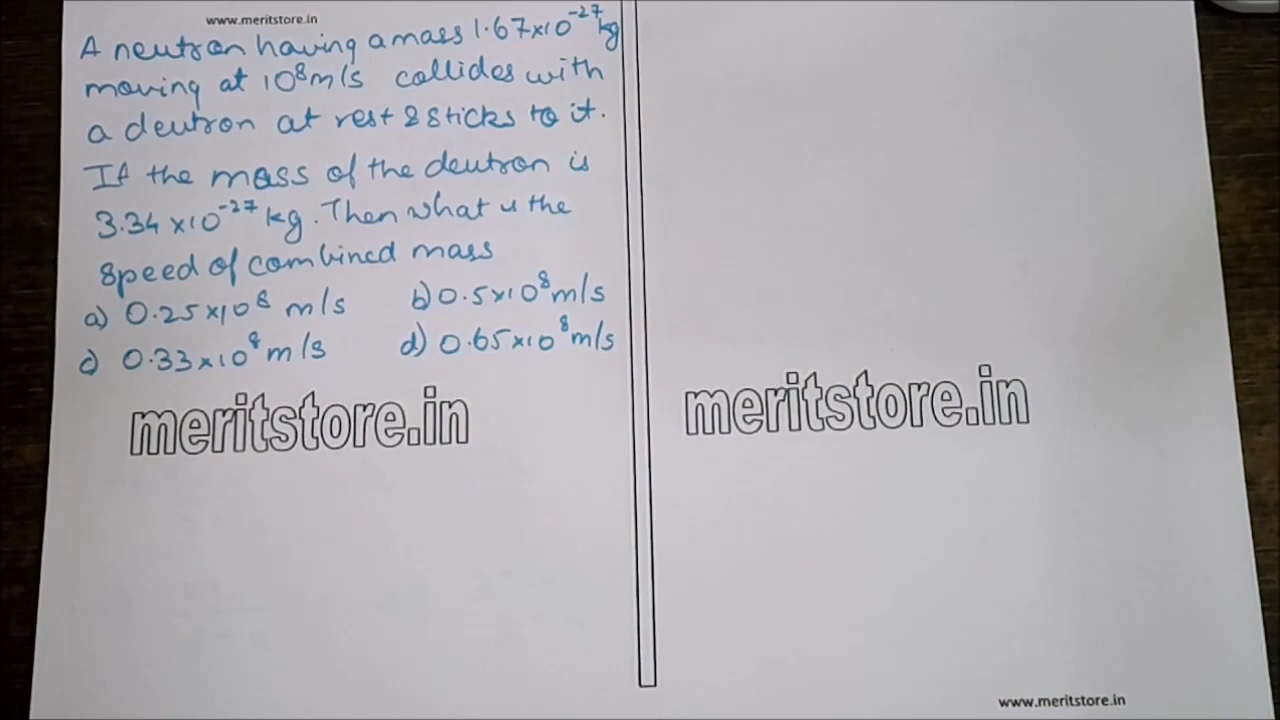 www.meritstore.in
A neutron having a mass 1.67×10⁻²⁷ kg
moving at 10⁸ m/s collides with
a deutron at rest & sticks to it.
If the mass of the deutron is
3.34 ×10⁻²⁷ kg. Then what is the
speed of combined mass
a) 0.25×10⁸ m/s b) 0.5×10⁸ m/s
c) 0.33×10⁸ m/s d) 0.65×10⁸ m/s
meritstore.in
meritstore.in
www.meritstore.in